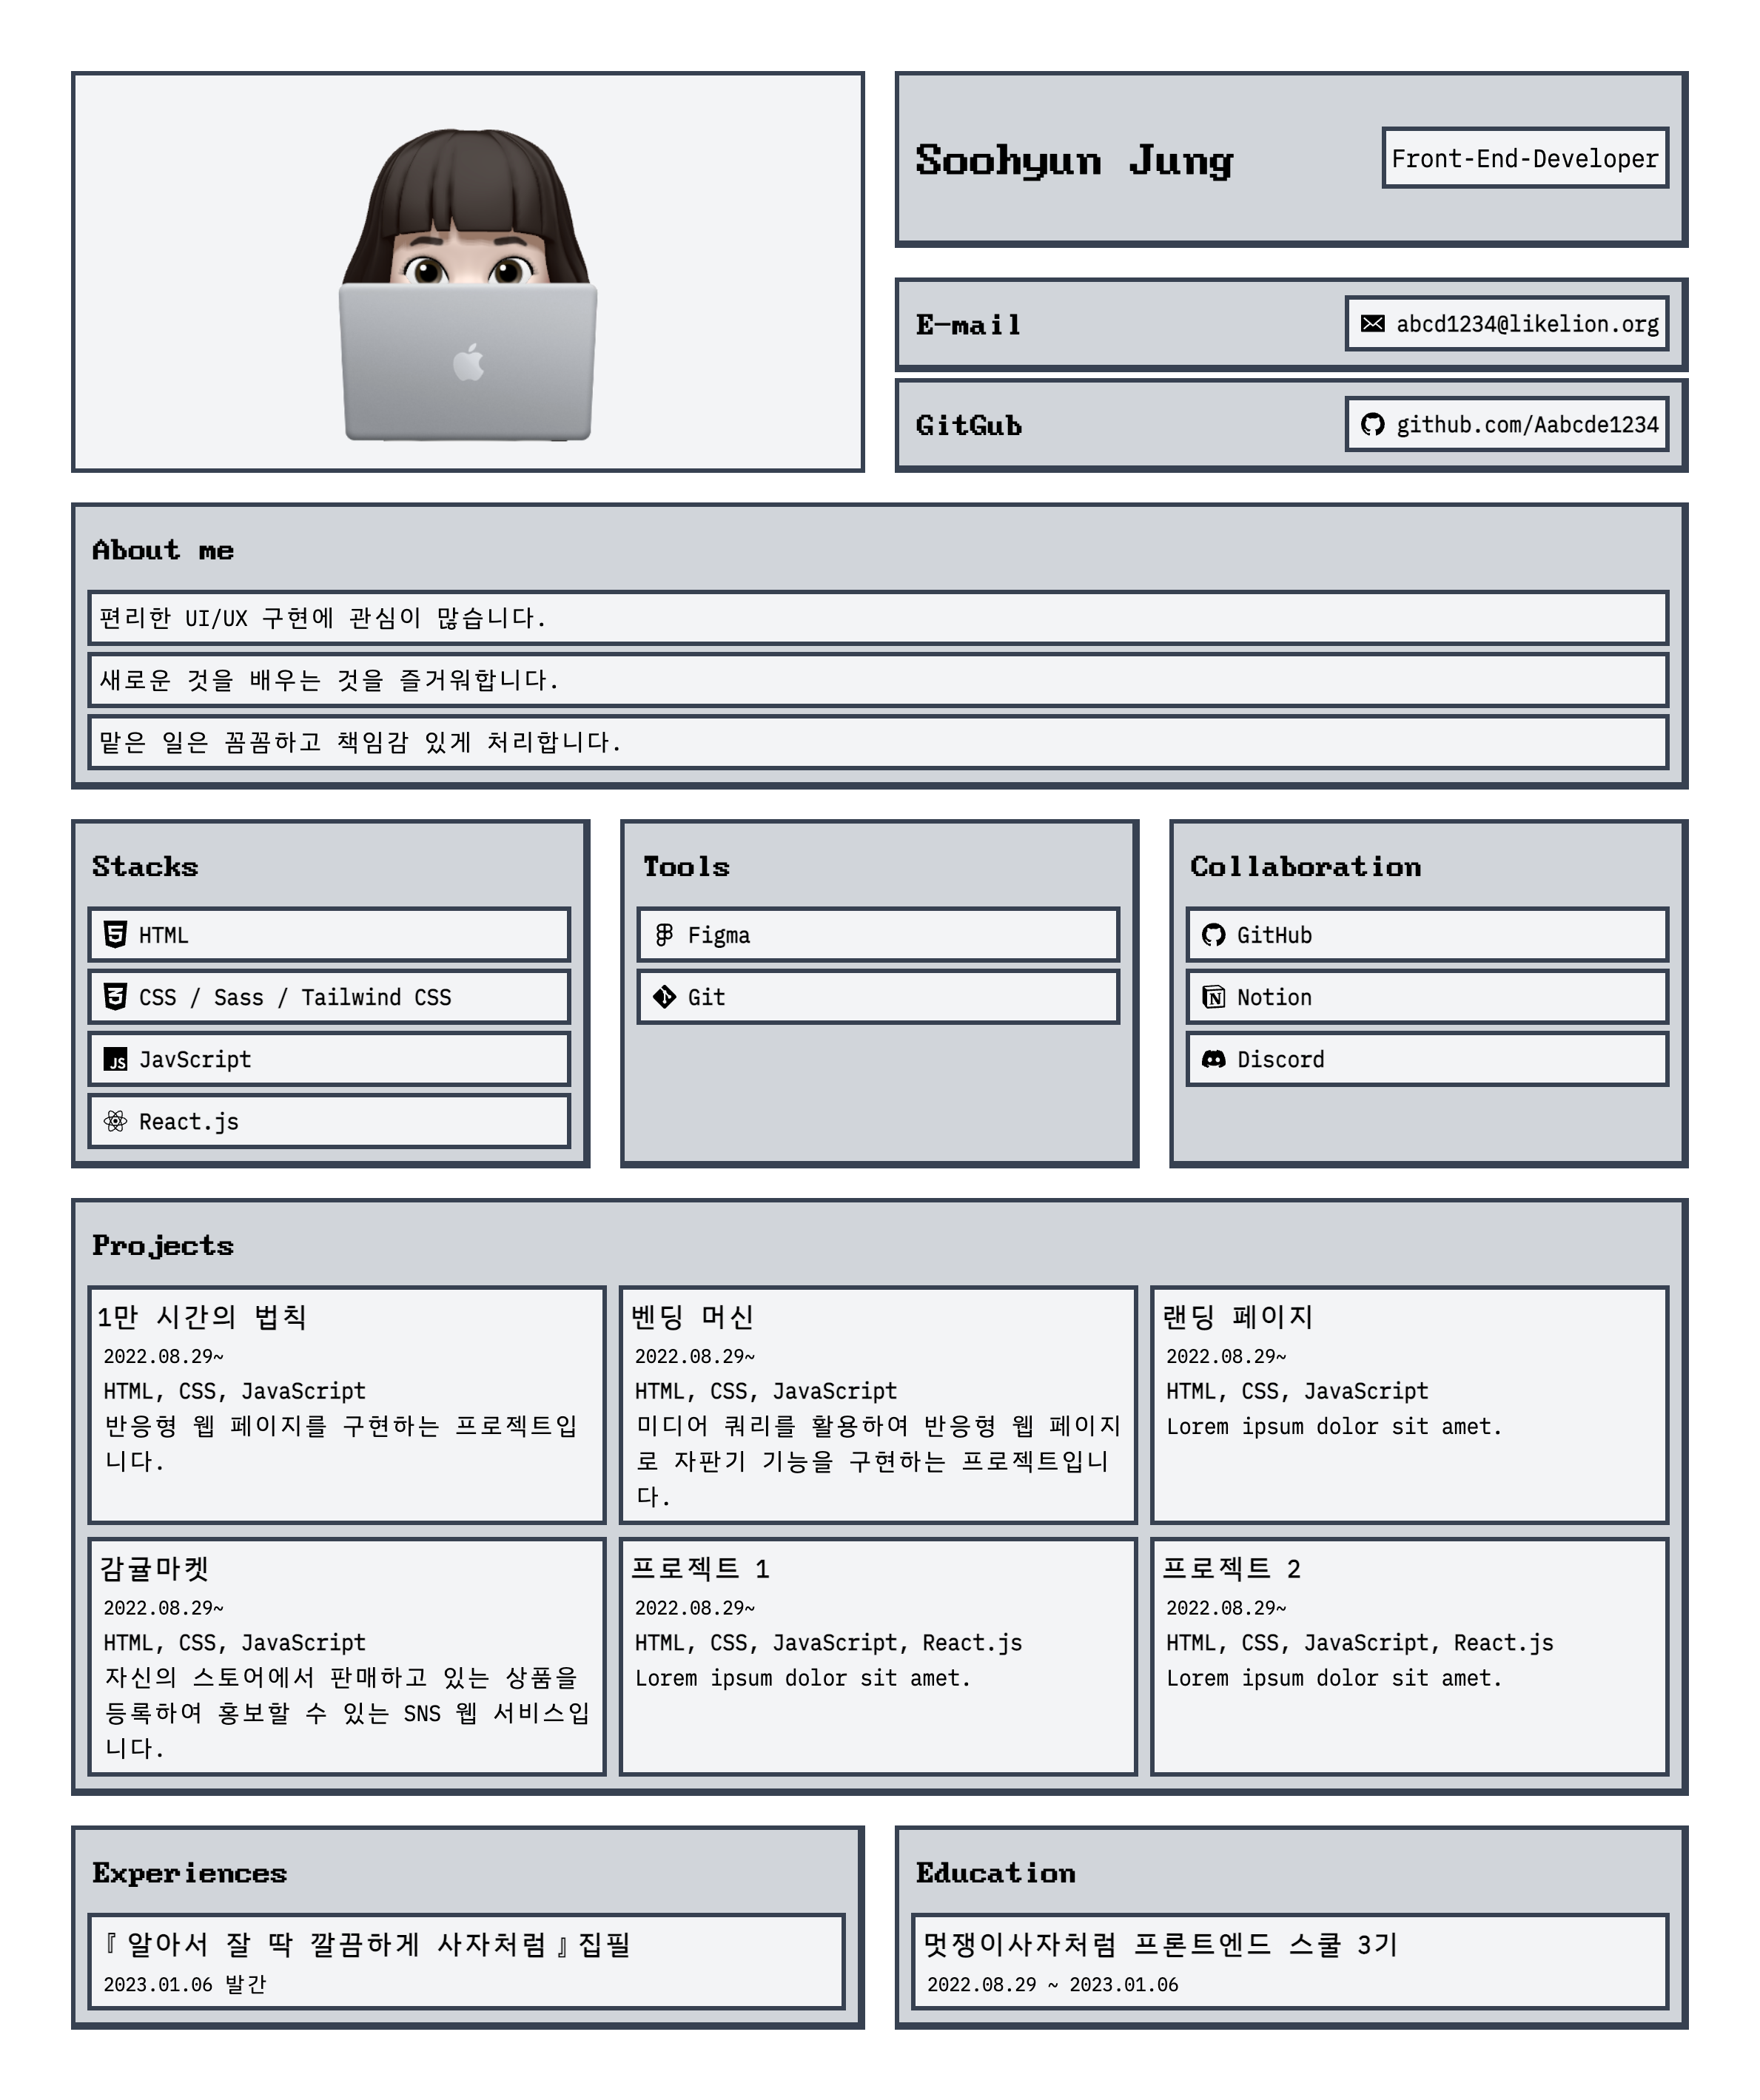 Soohyun Jung
Front-End-Developer
E-mail
abcd1234@likelion.org
GitGub
github.com/Aabcde1234
About me
편리한 UI/UX 구현에 관심이 많습니다.
새로운 것을 배우는 것을 즐거워합니다.
맡은 일은 꼼꼼하고 책임감 있게 처리합니다.
Stacks
HTML
CSS / Sass / Tailwind CSS
JS JavScript
React.js
Tools
Figma
Git
Collaboration
GitHub
Notion
Discord
Projects
1만 시간의 법칙
2022.08.29~
HTML, CSS, JavaScript
반응형 웹 페이지를 구현하는 프로젝트입
니다.
벤딩 머신
2022.08.29~
HTML, CSS, JavaScript
미디어 쿼리를 활용하여 반응형 웹 페이지
로 자판기 기능을 구현하는 프로젝트입니
다.
랜딩 페이지
2022.08.29~
HTML, CSS, JavaScript
Lorem ipsum dolor sit amet.
감귤마켓
2022.08.29~
HTML, CSS, JavaScript
자신의 스토어에서 판매하고 있는 상품을
등록하여 홍보할 수 있는 SNS 웹 서비스입
니다.
프로젝트 1
2022.08.29~
HTML, CSS, JavaScript, React.js
Lorem ipsum dolor sit amet.
프로젝트 2
2022.08.29~
HTML, CSS, JavaScript, React.js
Lorem ipsum dolor sit amet.
Experiences
『 알아서 잘 딱 깔끔하게 사자처럼 』 집필
2023.01.06 발간
Education
멋쟁이사자처럼 프론트엔드 스쿨 3기
2022.08.29 ~ 2023.01.06